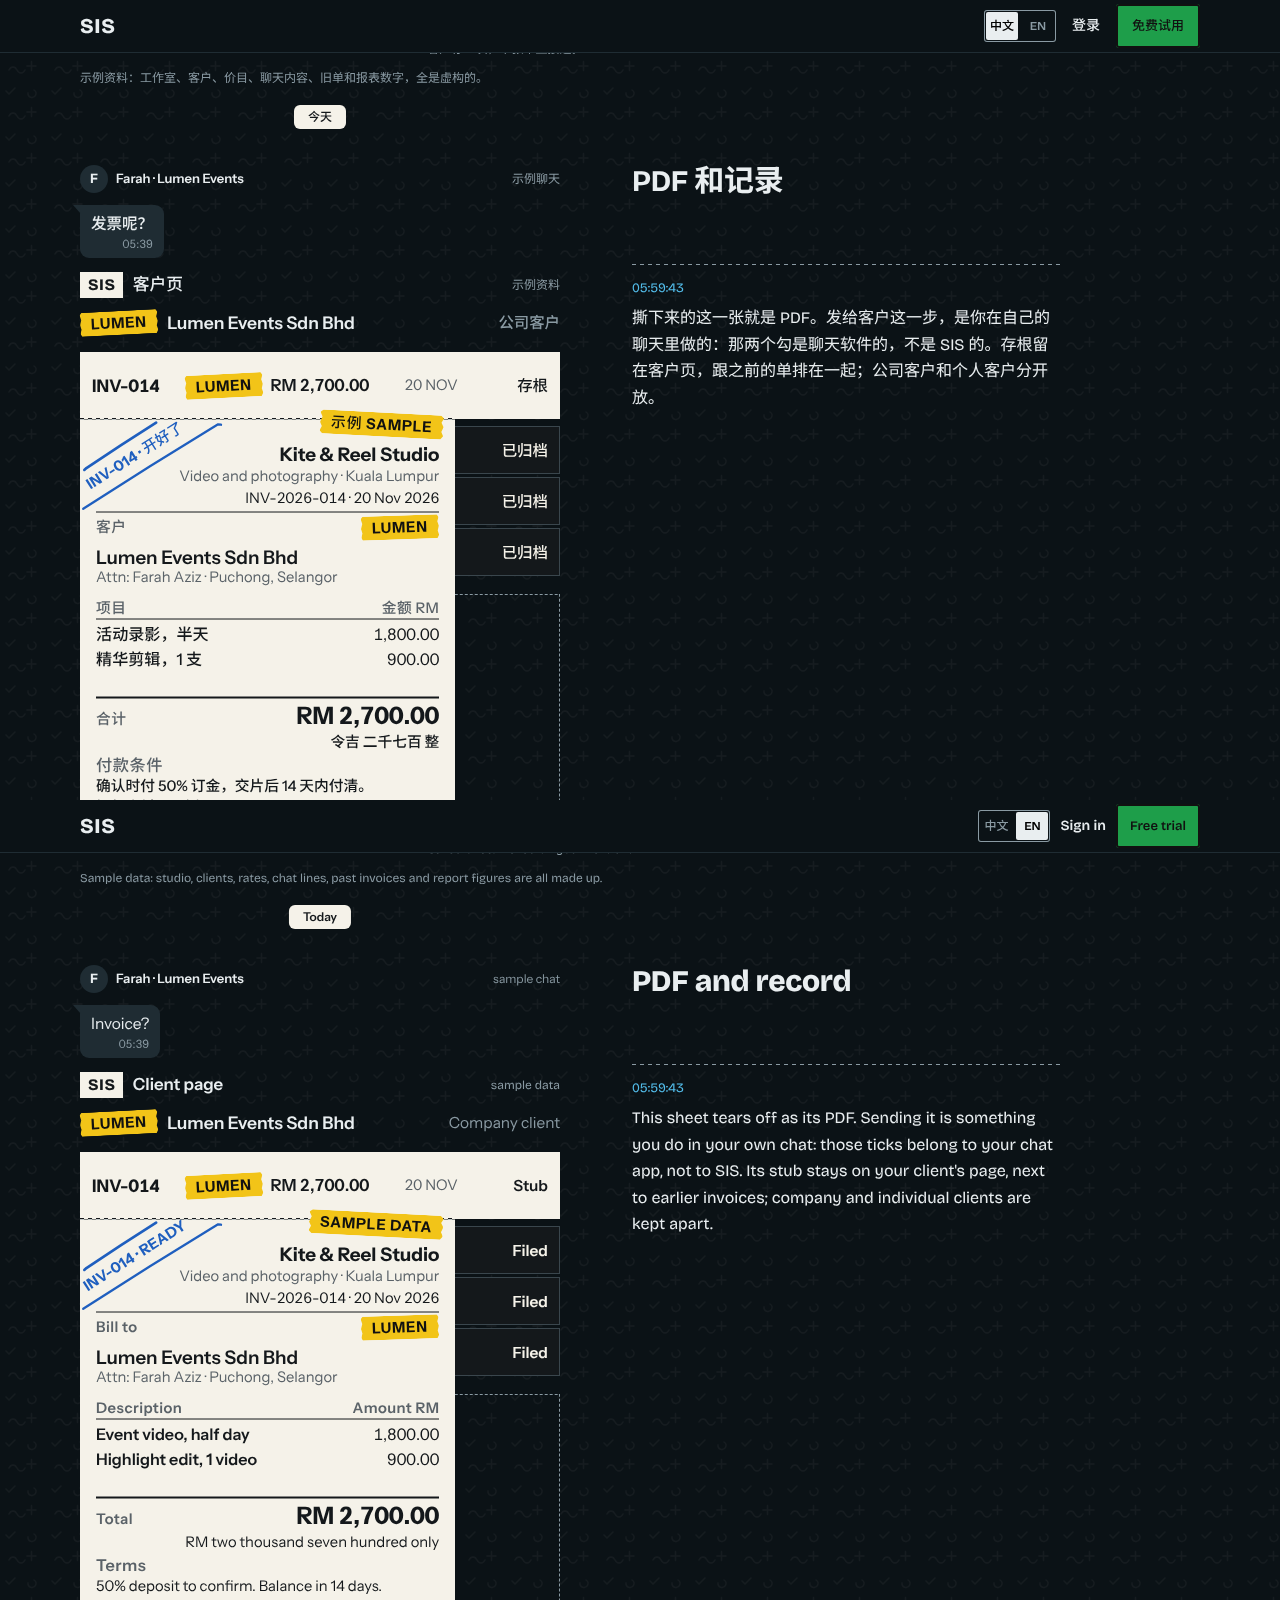 SIS
中文 EN 登录 免费试用
示例资料：工作室、客户、价目、聊天内容、旧单和报表数字，全是虚构的。
今天
F Farah · Lumen Events 示例聊天
发票呢？
05:39
SIS 客户页 示例资料
LUMEN Lumen Events Sdn Bhd 公司客户
INV-014 LUMEN RM 2,700.00 20 NOV 存根
示例 SAMPLE
INV-014 · 开好了
Kite & Reel Studio
Video and photography · Kuala Lumpur
INV-2026-014 · 20 Nov 2026
客户 LUMEN
Lumen Events Sdn Bhd
Attn: Farah Aziz · Puchong, Selangor
项目 金额 RM
活动录影，半天 1,800.00
精华剪辑，1 支 900.00
合计 RM 2,700.00
令吉 二千七百 整
付款条件
确认时付 50% 订金，交片后 14 天内付清。
已归档
已归档
已归档
PDF 和记录
05:59:43
撕下来的这一张就是 PDF。发给客户这一步，是你在自己的
聊天里做的：那两个勾是聊天软件的，不是 SIS 的。存根留
在客户页，跟之前的单排在一起；公司客户和个人客户分开
放。
SIS
中文 EN Sign in Free trial
Sample data: studio, clients, rates, chat lines, past invoices and report figures are all made up.
Today
F Farah · Lumen Events sample chat
Invoice?
05:39
SIS Client page sample data
LUMEN Lumen Events Sdn Bhd Company client
INV-014 LUMEN RM 2,700.00 20 NOV Stub
SAMPLE DATA
INV-014 · READY
Kite & Reel Studio
Video and photography · Kuala Lumpur
INV-2026-014 · 20 Nov 2026
Bill to LUMEN
Lumen Events Sdn Bhd
Attn: Farah Aziz · Puchong, Selangor
Description Amount RM
Event video, half day 1,800.00
Highlight edit, 1 video 900.00
Total RM 2,700.00
RM two thousand seven hundred only
Terms
50% deposit to confirm. Balance in 14 days.
Filed
Filed
Filed
PDF and record
05:59:43
This sheet tears off as its PDF. Sending it is something
you do in your own chat: those ticks belong to your chat
app, not to SIS. Its stub stays on your client's page, next
to earlier invoices; company and individual clients are
kept apart.